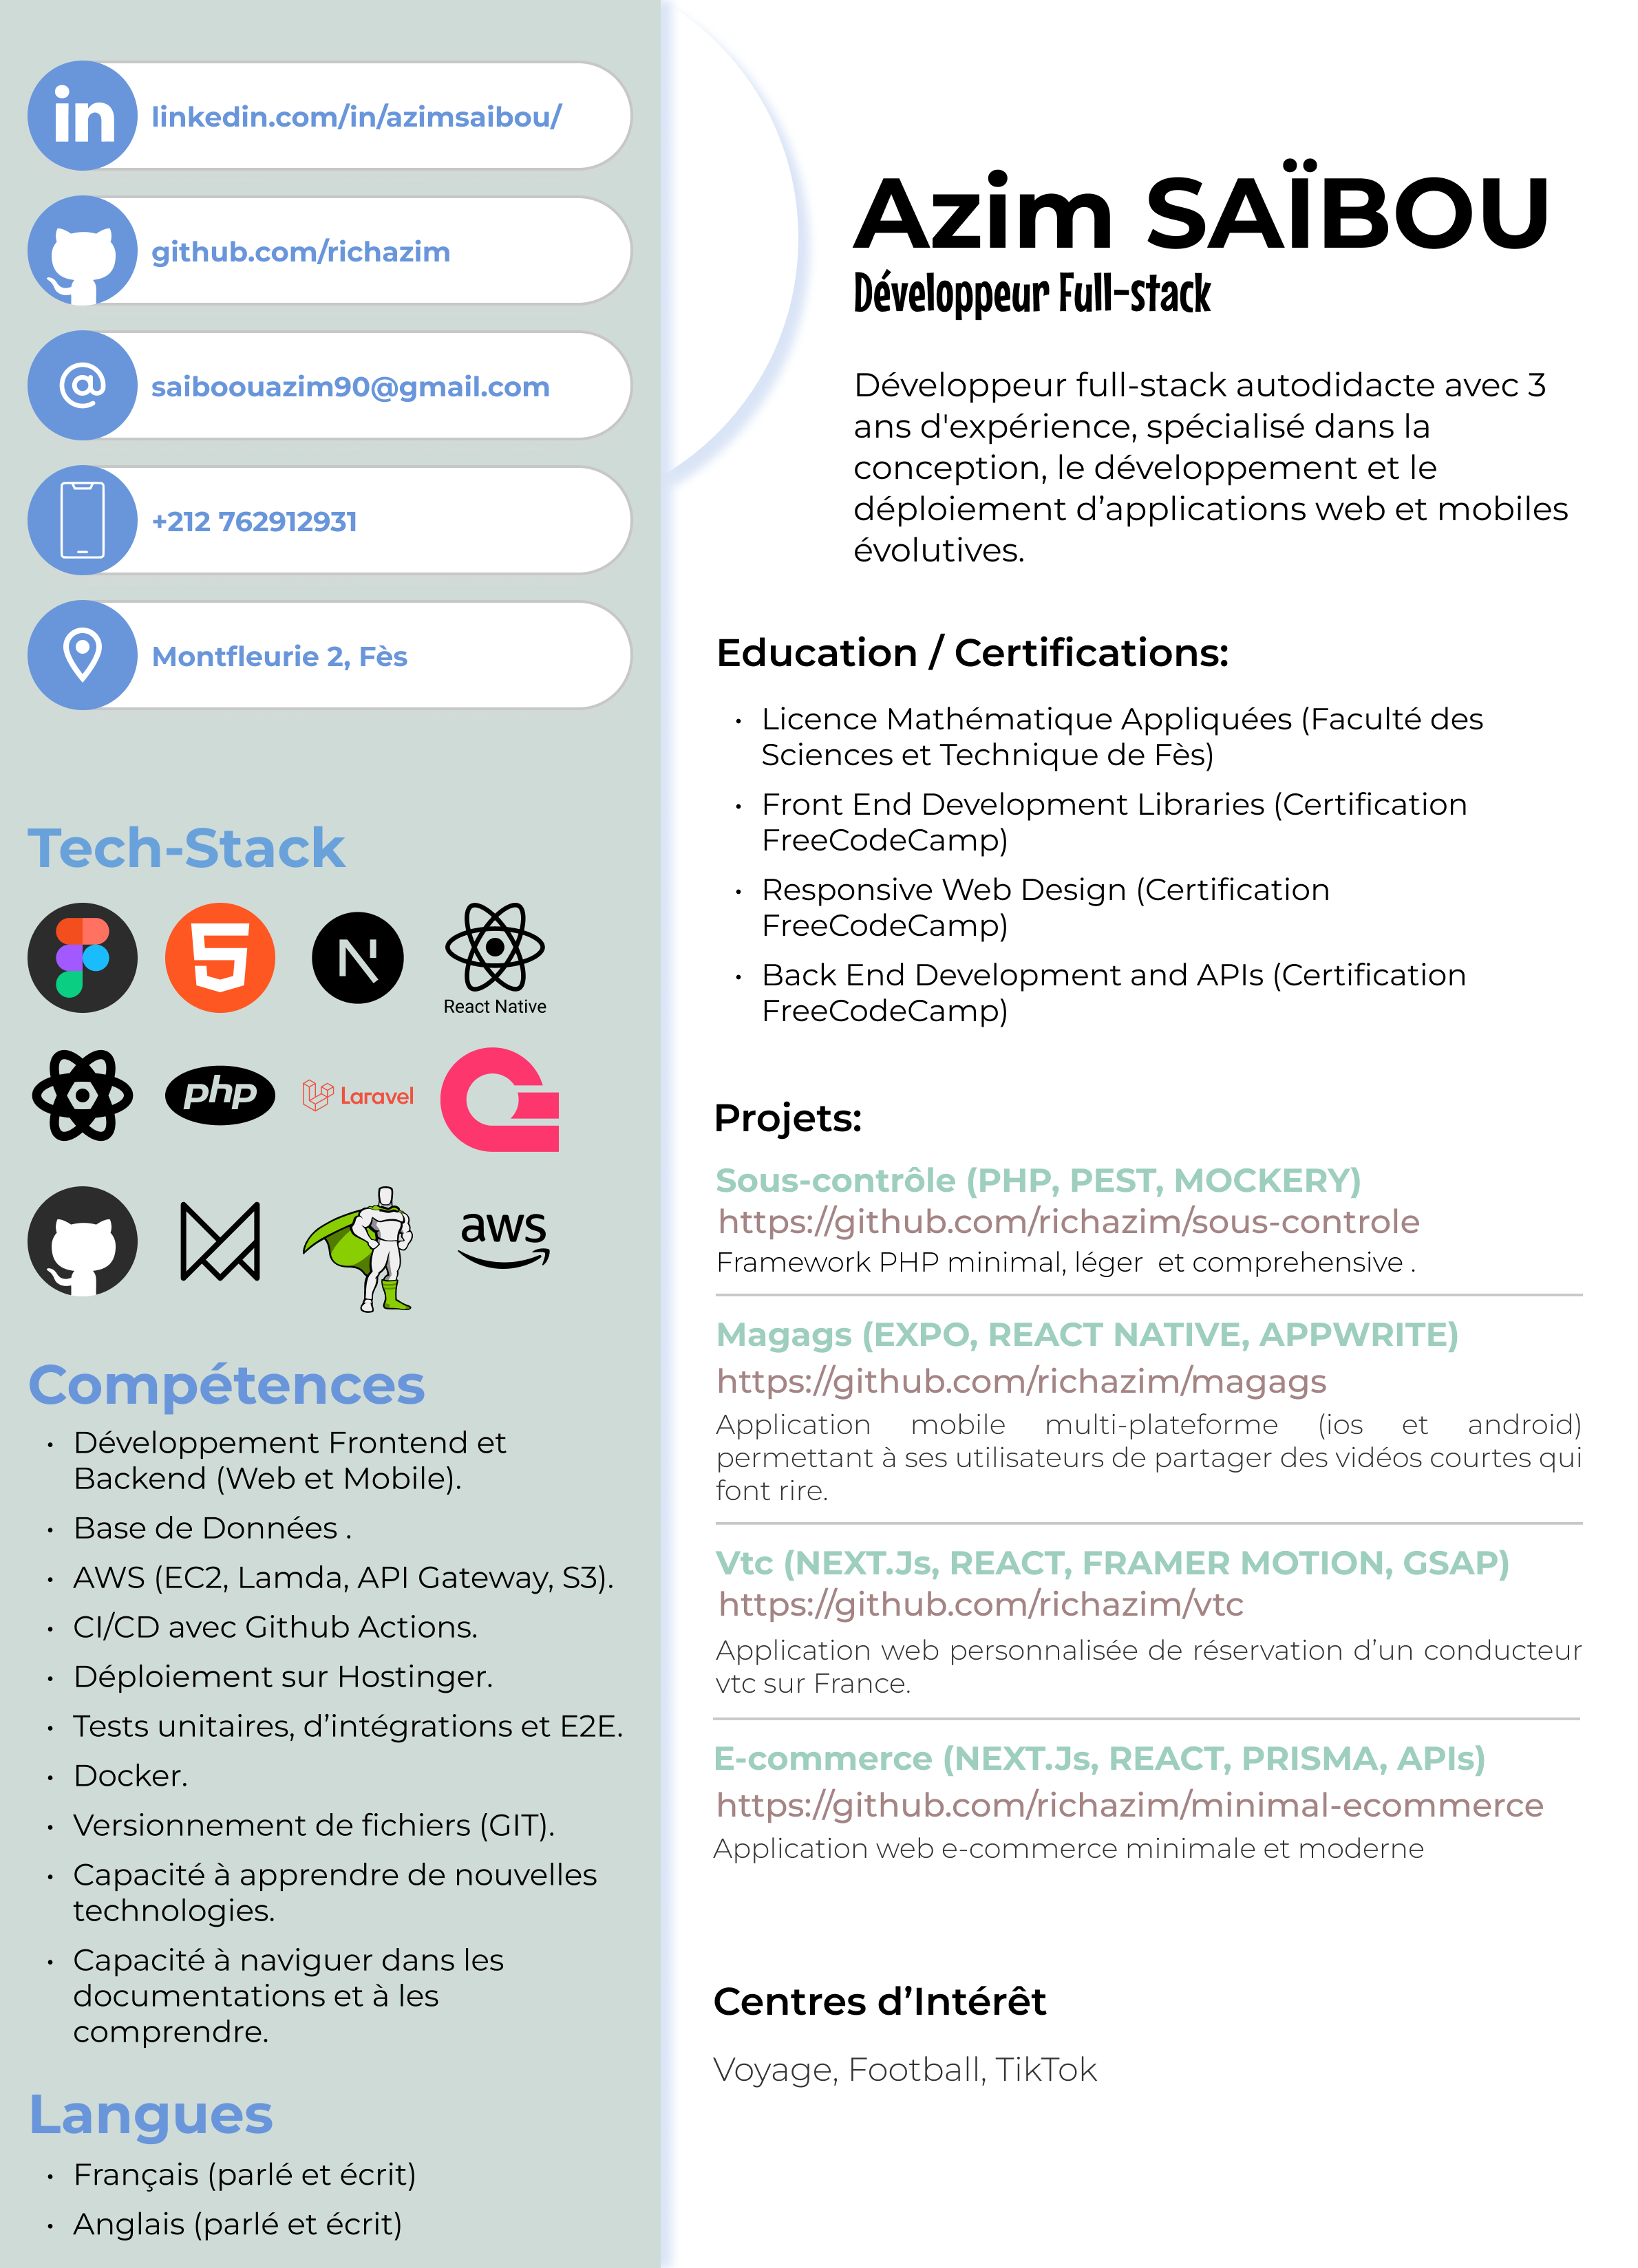 linkedin.com/in/azimsaibou/
github.com/richazim
saiboouazim90@gmail.com
+212 762912931
Montfleurie 2, Fès
Tech-Stack
React Native
php
Laravel
aws
Compétences
• Développement Frontend et
Backend (Web et Mobile).
• Base de Données .
• AWS (EC2, Lamda, API Gateway, S3).
• CI/CD avec Github Actions.
• Déploiement sur Hostinger.
• Tests unitaires, d’intégrations et E2E.
• Docker.
• Versionnement de fichiers (GIT).
• Capacité à apprendre de nouvelles
technologies.
• Capacité à naviguer dans les
documentations et à les
comprendre.
Langues
• Français (parlé et écrit)
• Anglais (parlé et écrit)
Azim SAÏBOU
Développeur Full-stack
Développeur full-stack autodidacte avec 3
ans d'expérience, spécialisé dans la
conception, le développement et le
déploiement d’applications web et mobiles
évolutives.
Education / Certifications:
• Licence Mathématique Appliquées (Faculté des
Sciences et Technique de Fès)
• Front End Development Libraries (Certification
FreeCodeCamp)
• Responsive Web Design (Certification
FreeCodeCamp)
• Back End Development and APIs (Certification
FreeCodeCamp)
Projets:
Sous-contrôle (PHP, PEST, MOCKERY)
https://github.com/richazim/sous-controle
Framework PHP minimal, léger  et comprehensive .
Magags (EXPO, REACT NATIVE, APPWRITE)
https://github.com/richazim/magags
Application mobile multi-plateforme (ios et android)
permettant à ses utilisateurs de partager des vidéos courtes qui
font rire.
Vtc (NEXT.Js, REACT, FRAMER MOTION, GSAP)
https://github.com/richazim/vtc
Application web personnalisée de réservation d’un conducteur
vtc sur France.
E-commerce (NEXT.Js, REACT, PRISMA, APIs)
https://github.com/richazim/minimal-ecommerce
Application web e-commerce minimale et moderne
Centres d’Intérêt
Voyage, Football, TikTok